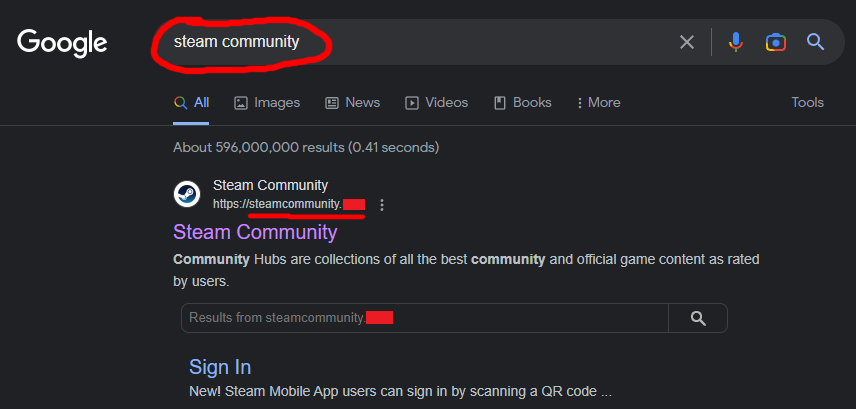 Google
steam community
All Images News Videos Books More Tools
About 596,000,000 results (0.41 seconds)
Steam Community
https://steamcommunity.
Steam Community
Community Hubs are collections of all the best community and official game content as rated
by users.
Results from steamcommunity.
Sign In
New! Steam Mobile App users can sign in by scanning a QR code ...